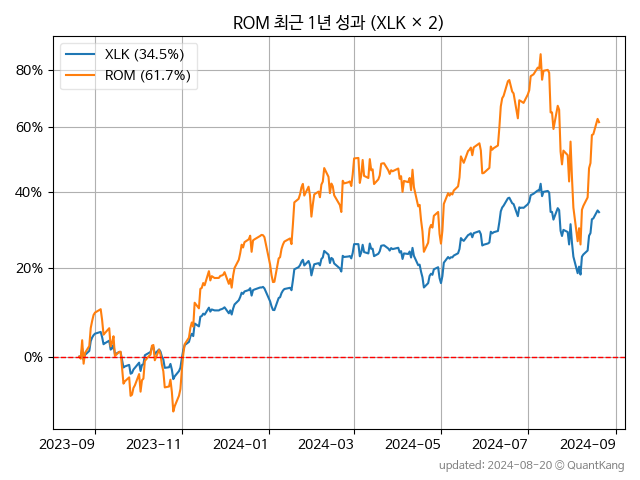 ROM 최근 1년 성과 (XLK × 2)
XLK (34.5%)
ROM (61.7%)
80%
60%
40%
20%
0%
2023-09 2023-11 2024-01 2024-03 2024-05 2024-07 2024-09
updated: 2024-08-20 © QuantKang